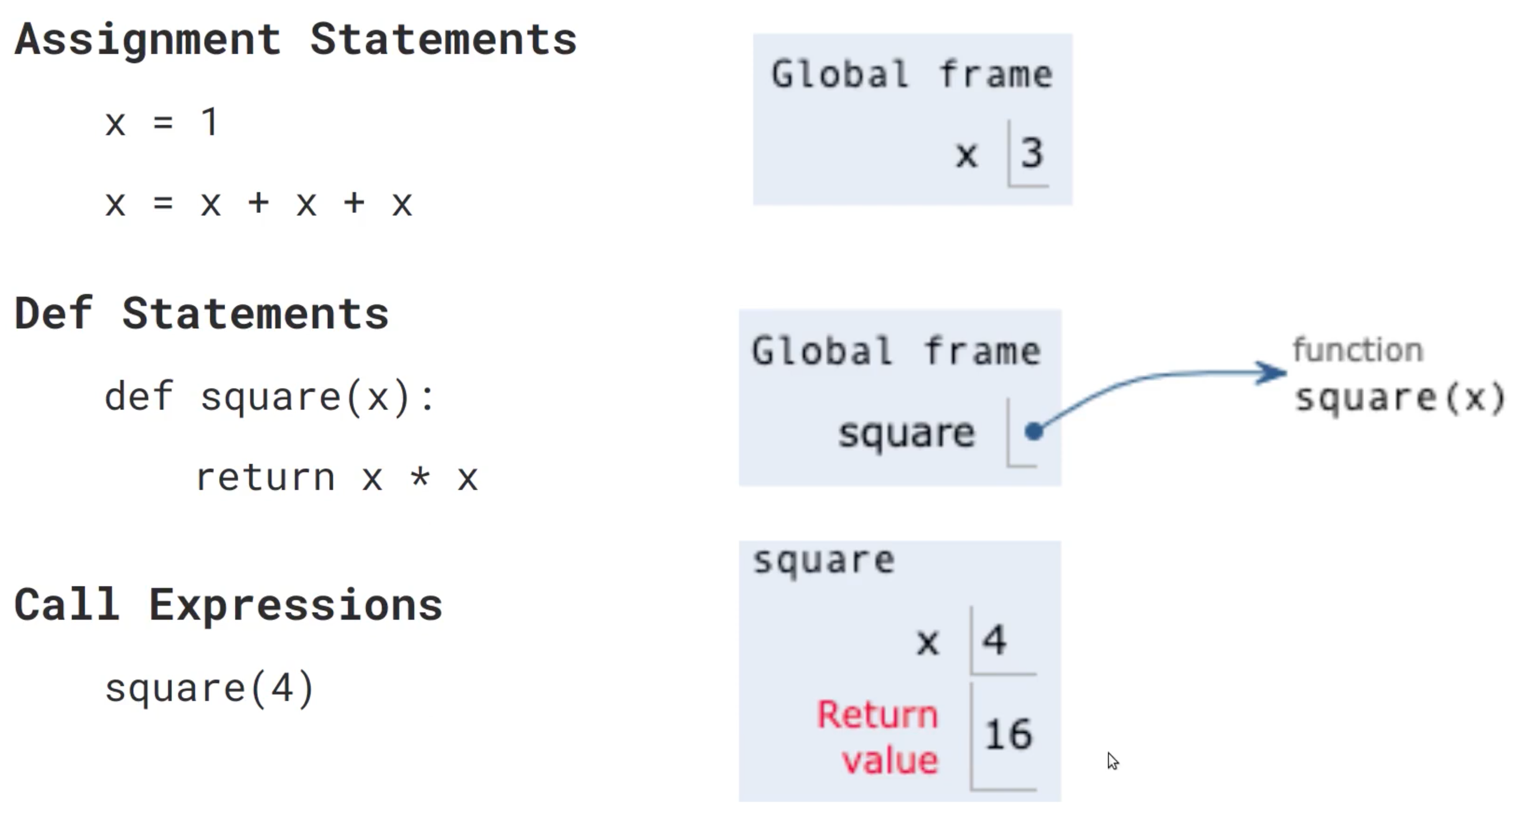 Assignment Statements
x = 1
x = x + x + x
Global frame
x 3
Def Statements
def square(x):
return x * x
Global frame
square
function
square(x)
Call Expressions
square(4)
square
x 4
Return
value 16